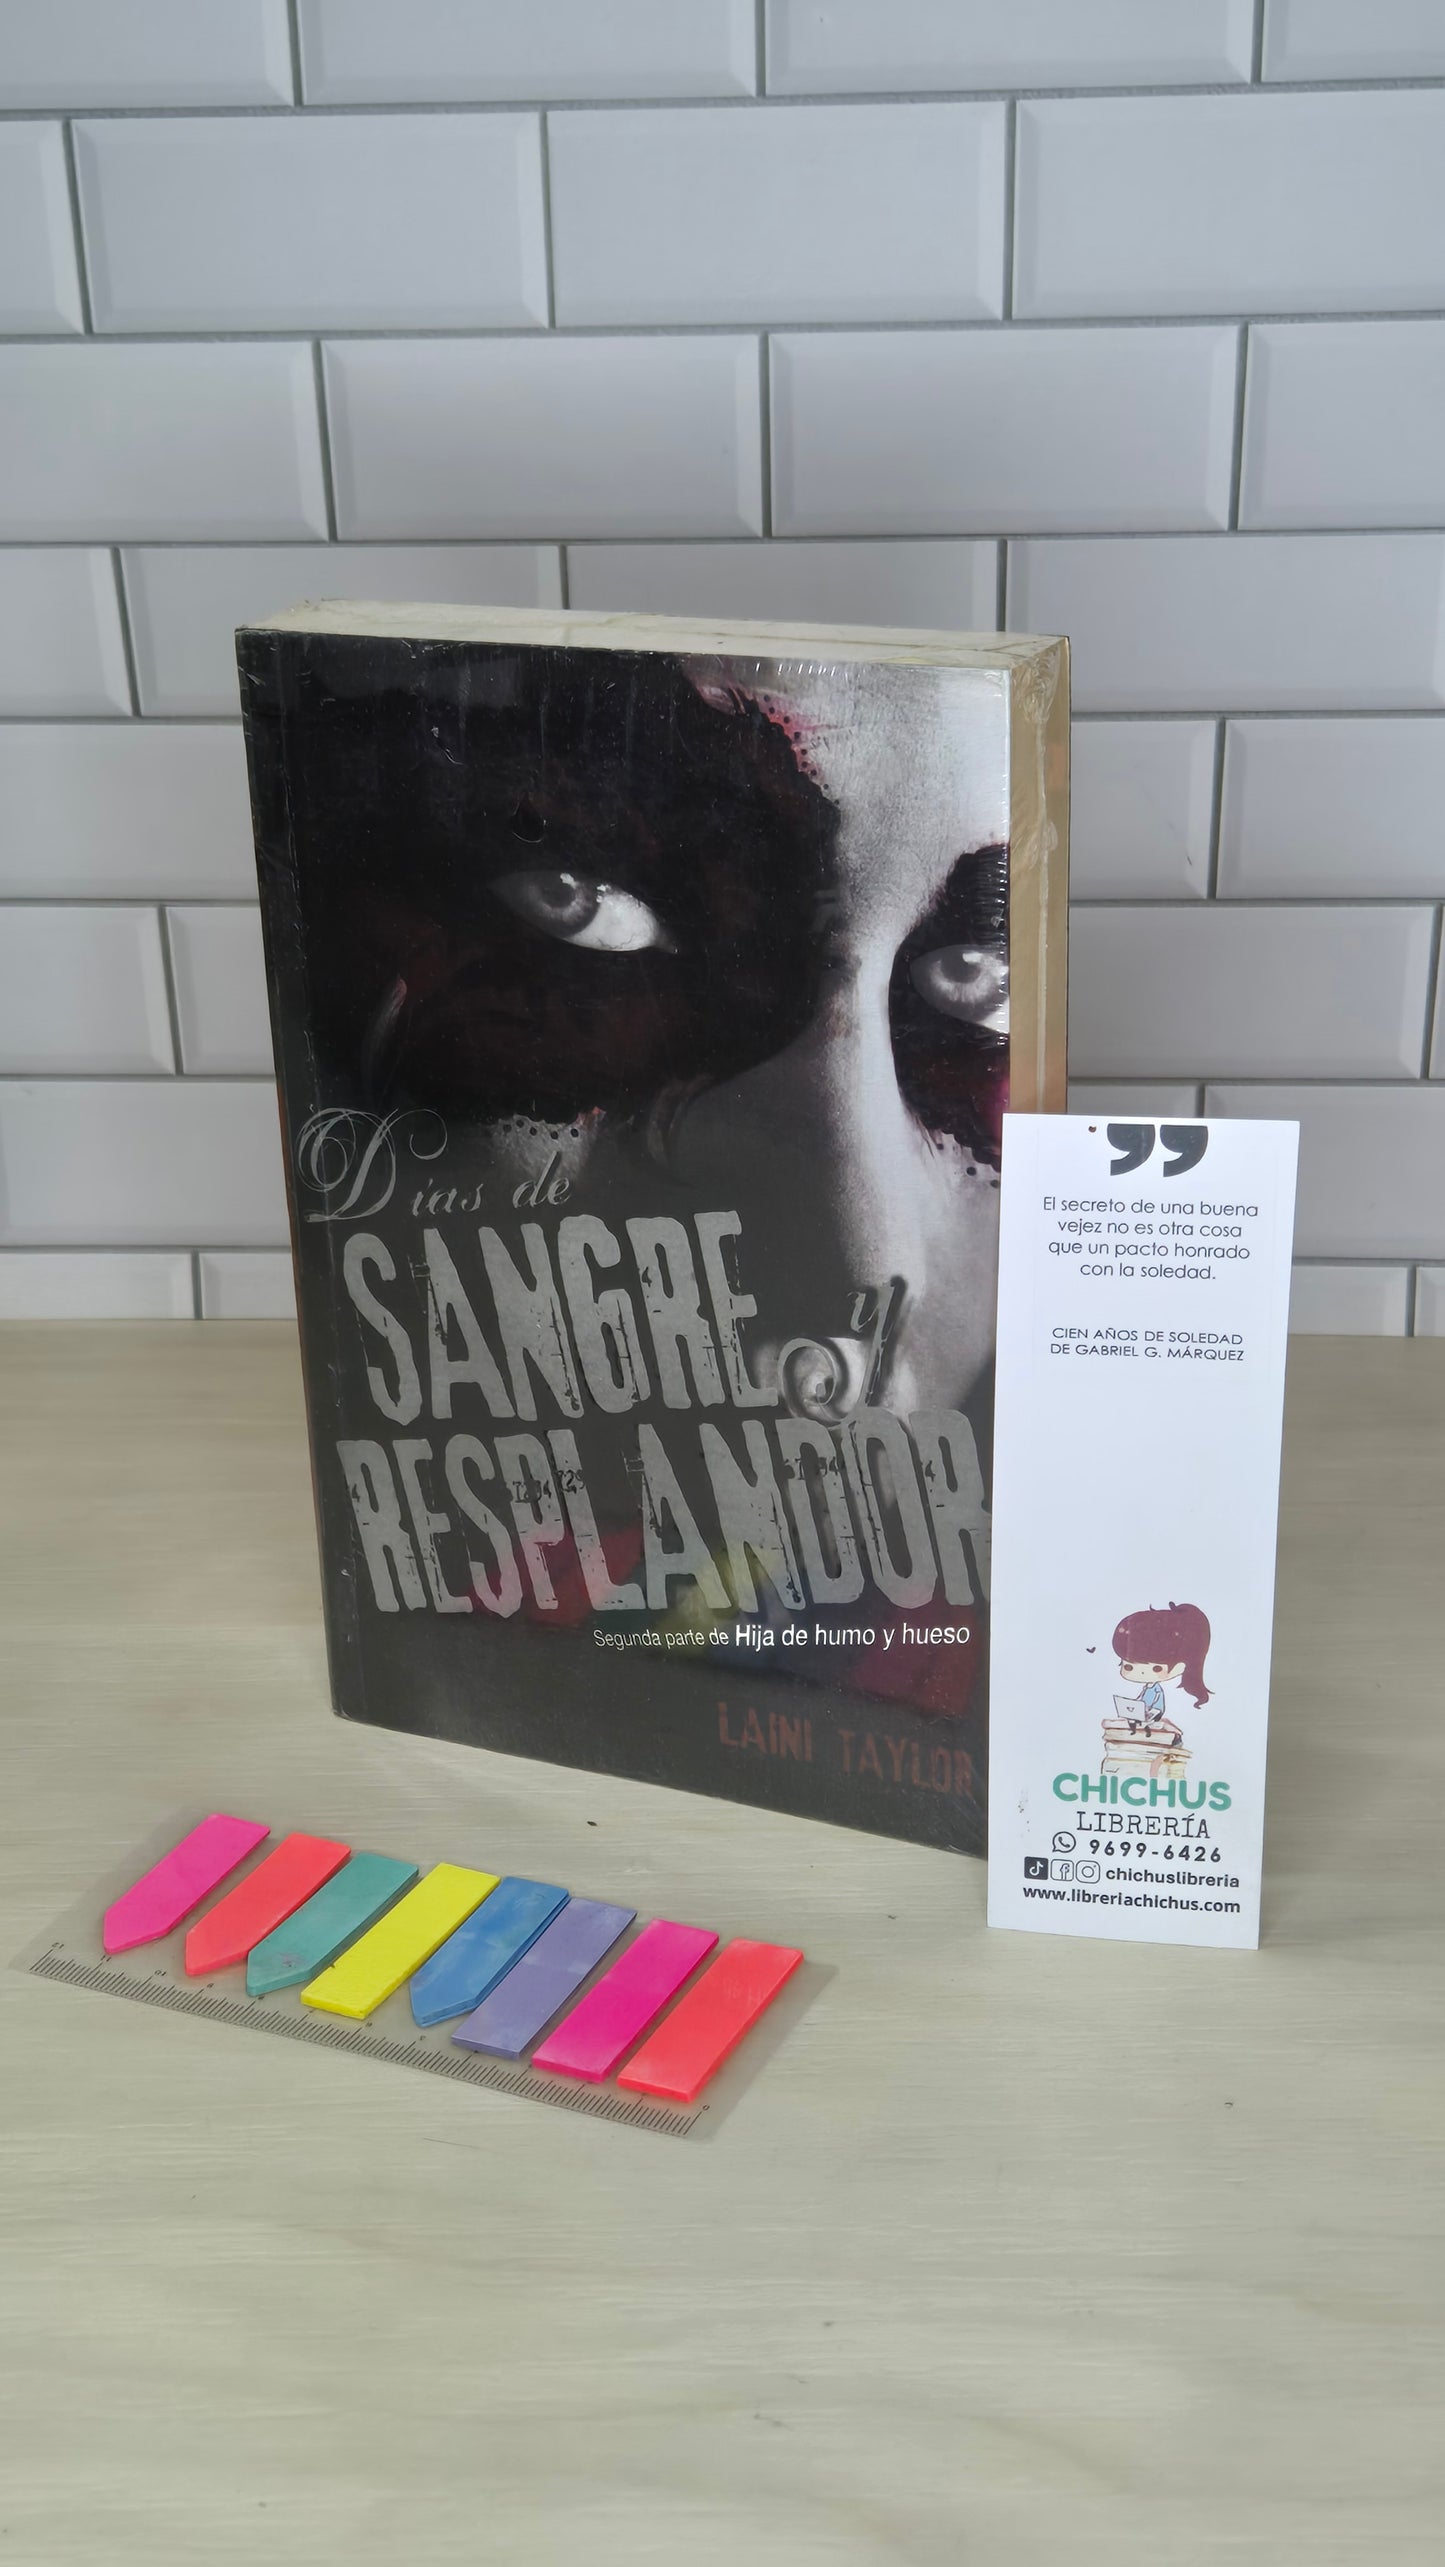 Días de
SANGRE y
RESPLANDOR
Segunda parte de Hija de humo y hueso
LAINI TAYLOR
”
El secreto de una buena
vejez no es otra cosa
que un pacto honrado
con la soledad.
CIEN AÑOS DE SOLEDAD
DE GABRIEL G. MÁRQUEZ
CHICHUS
LIBRERÍA
9699-6426
chichuslibreria
www.libreriachichus.com